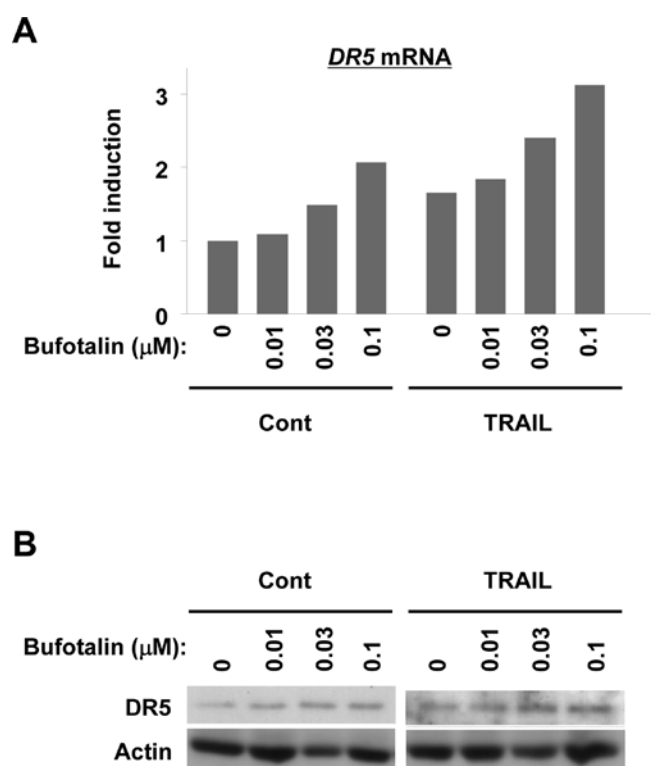 A
DR5 mRNA
Fold induction
3
2
1
0
Bufotalin (μM): 0 0.01 0.03 0.1 0 0.01 0.03 0.1
Cont TRAIL
B
Cont TRAIL
Bufotalin (μM): 0 0.01 0.03 0.1 0 0.01 0.03 0.1
DR5
Actin